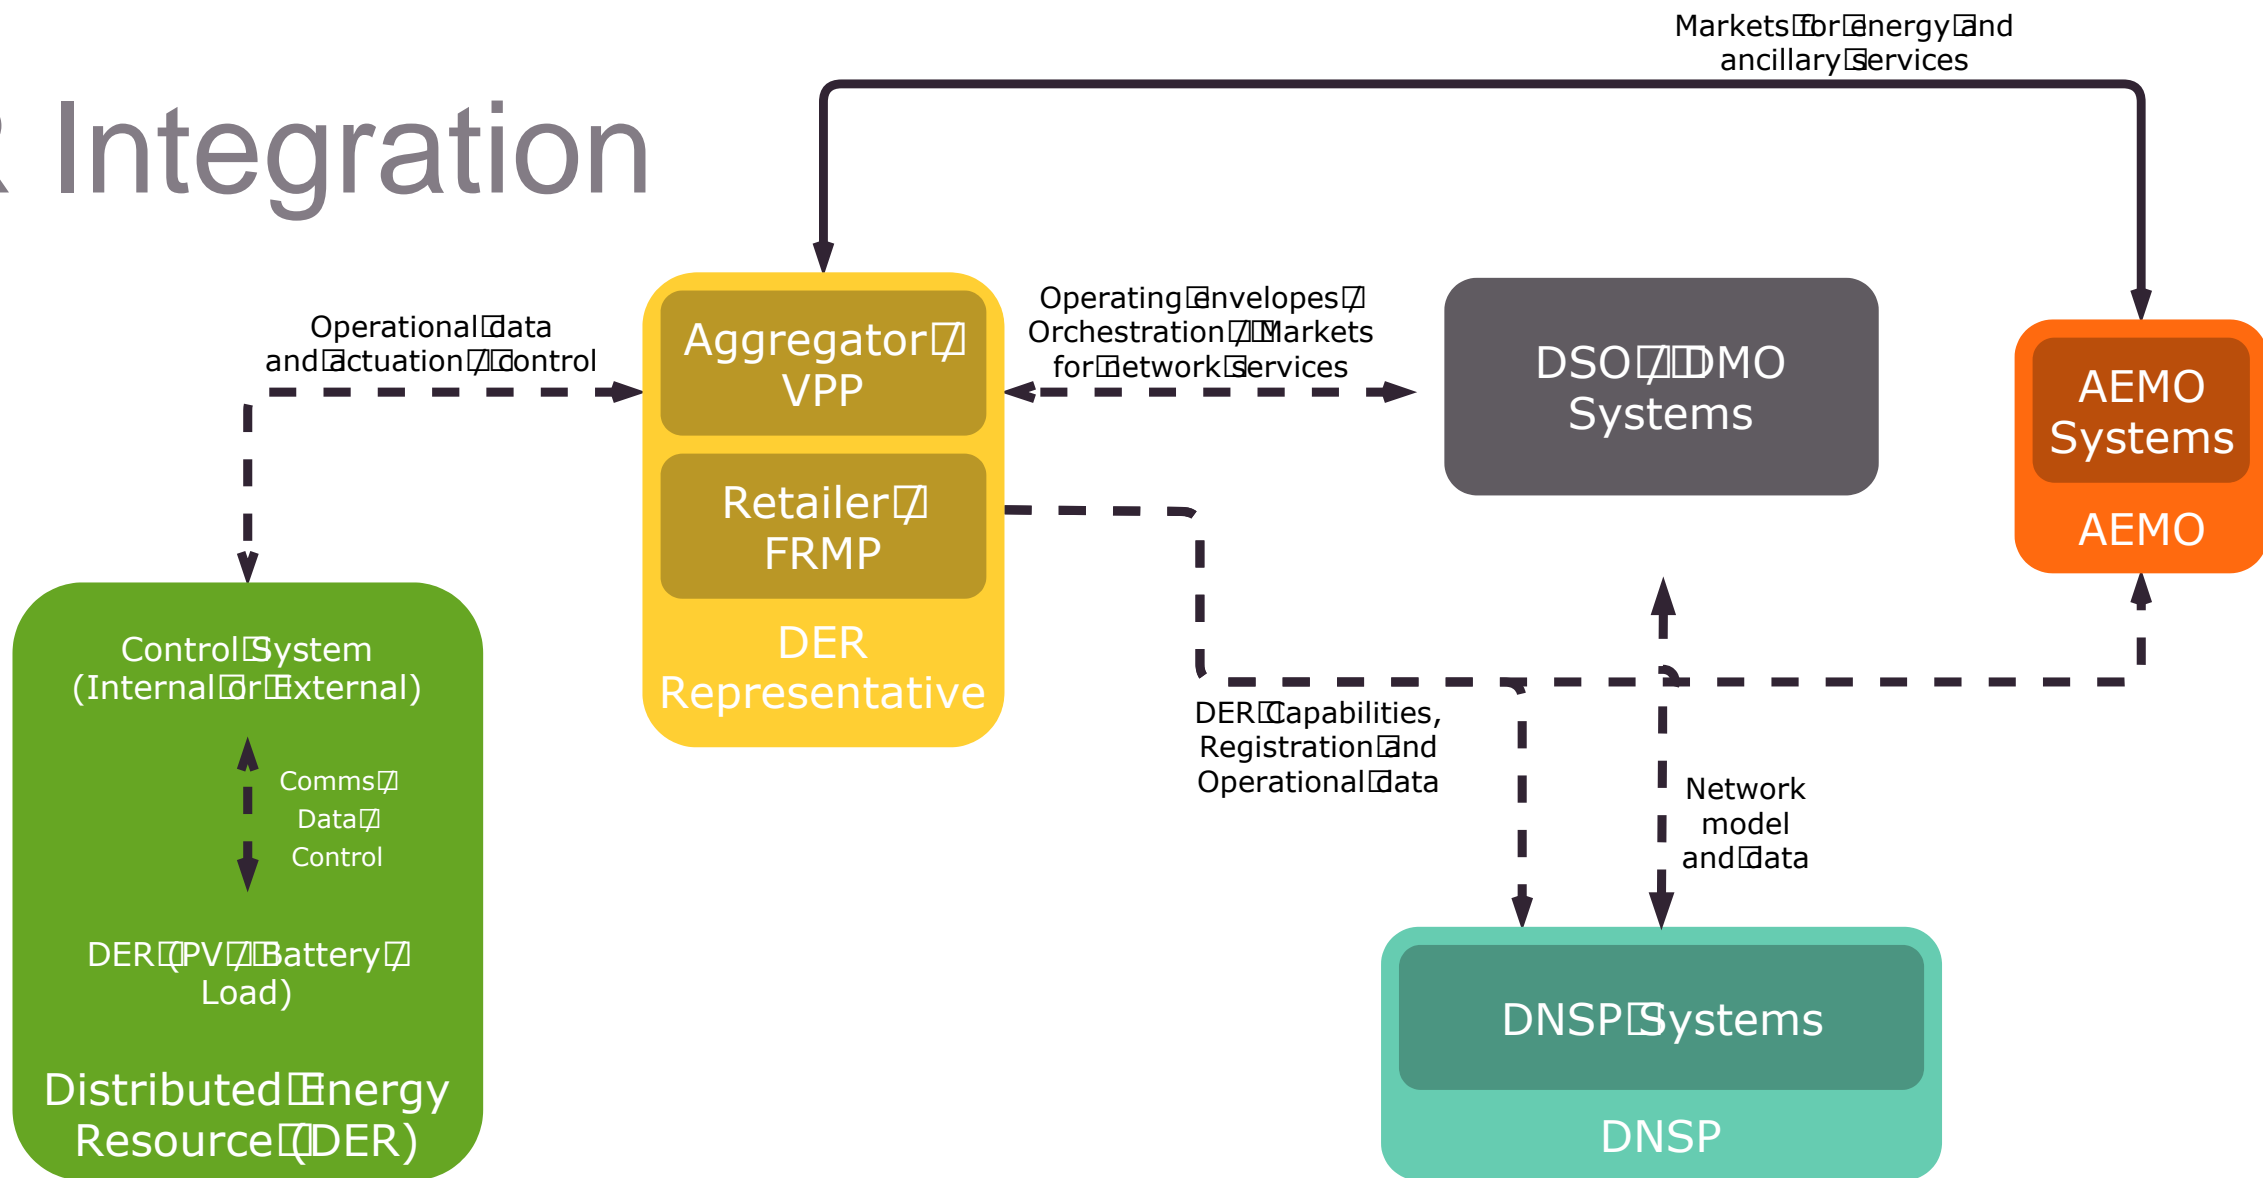 Markets for energy and
ancillary services
R Integration
Operating envelopes /
Orchestration / Markets
for network services
Operational data
and actuation / control
Aggregator /
VPP
DSO / DMO
Systems
AEMO
Systems
AEMO
Retailer /
FRMP
DER
Representative
Control System
(Internal or External)
DER Capabilities,
Registration and
Operational data
Comms /
Data /
Control
Network
model
and data
DER (PV / Battery /
Load)
DNSP Systems
DNSP
Distributed Energy
Resource (DER)